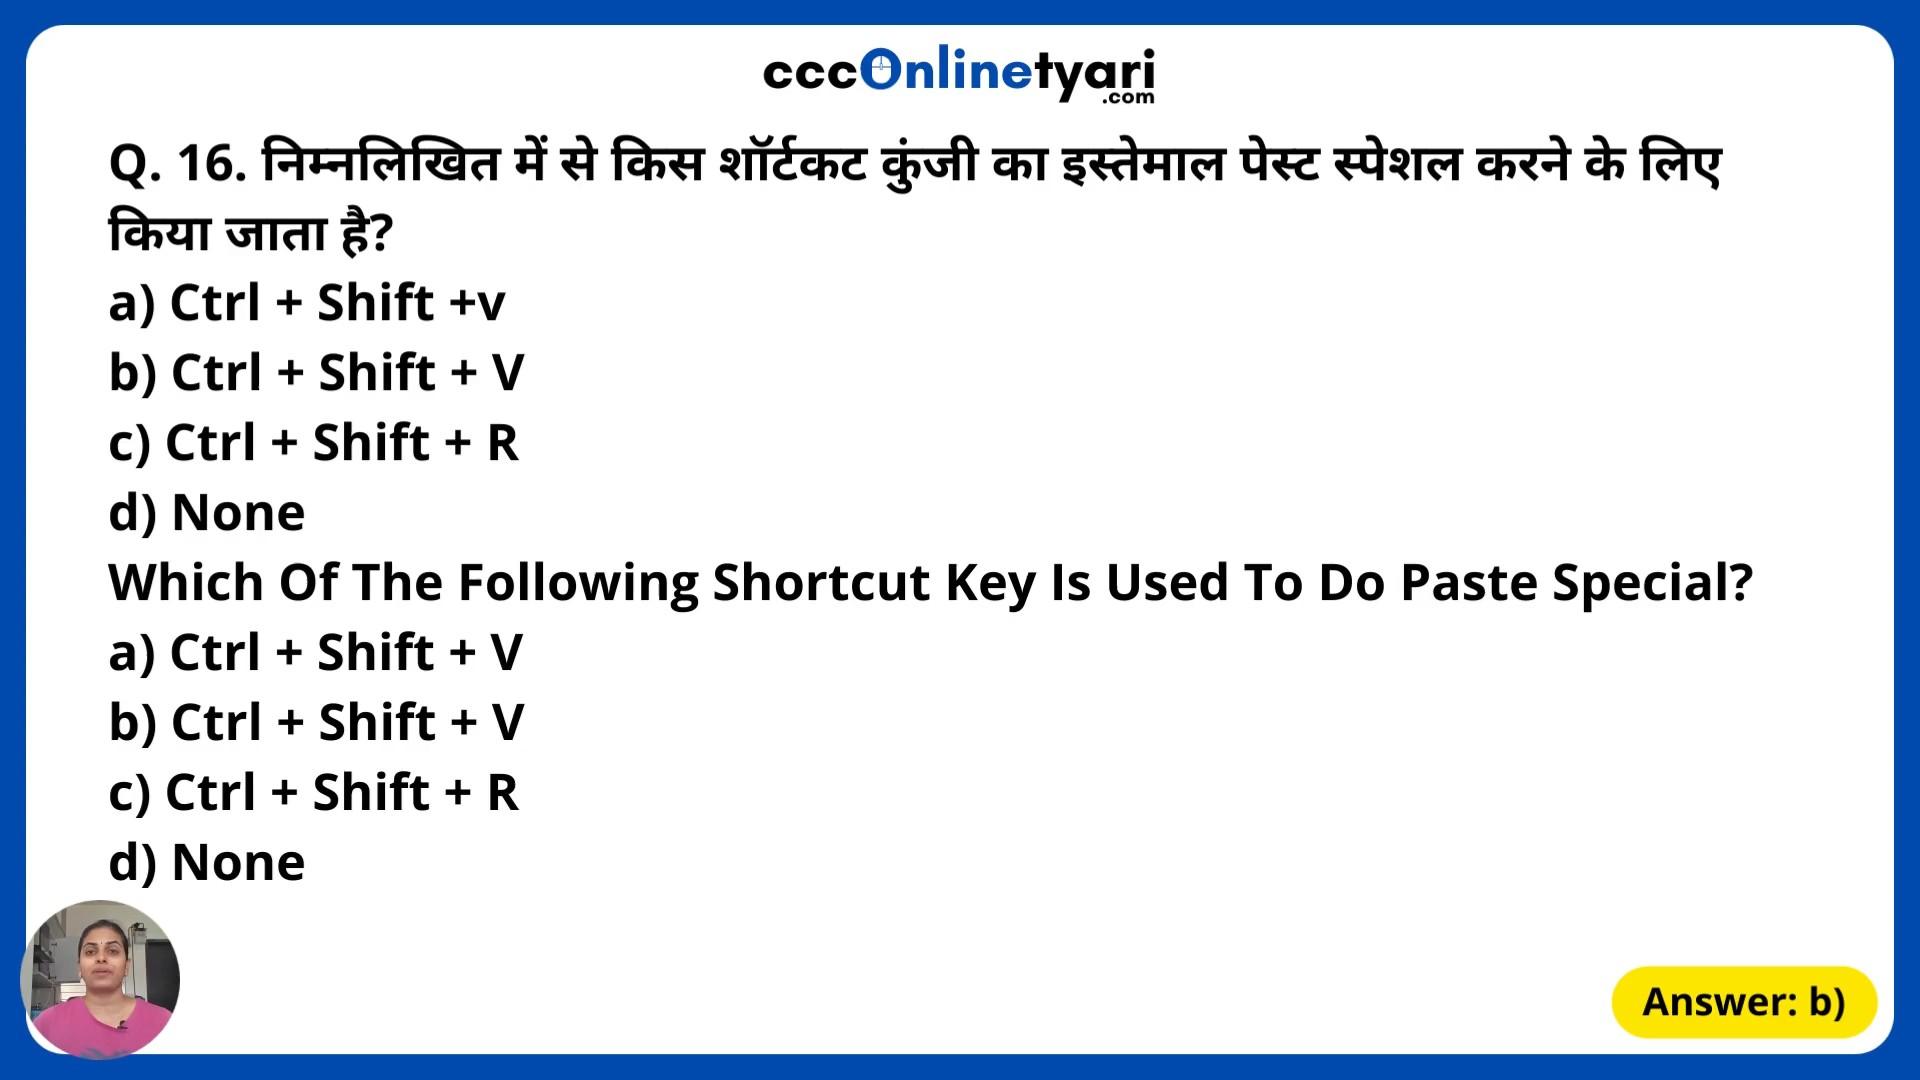 cccOnlinetyari
.com
Q. 16. निम्नलिखित में से किस शॉर्टकट कुंजी का इस्तेमाल पेस्ट स्पेशल करने के लिए
किया जाता है?
a) Ctrl + Shift +v
b) Ctrl + Shift + V
c) Ctrl + Shift + R
d) None
Which Of The Following Shortcut Key Is Used To Do Paste Special?
a) Ctrl + Shift + V
b) Ctrl + Shift + V
c) Ctrl + Shift + R
d) None
Answer: b)